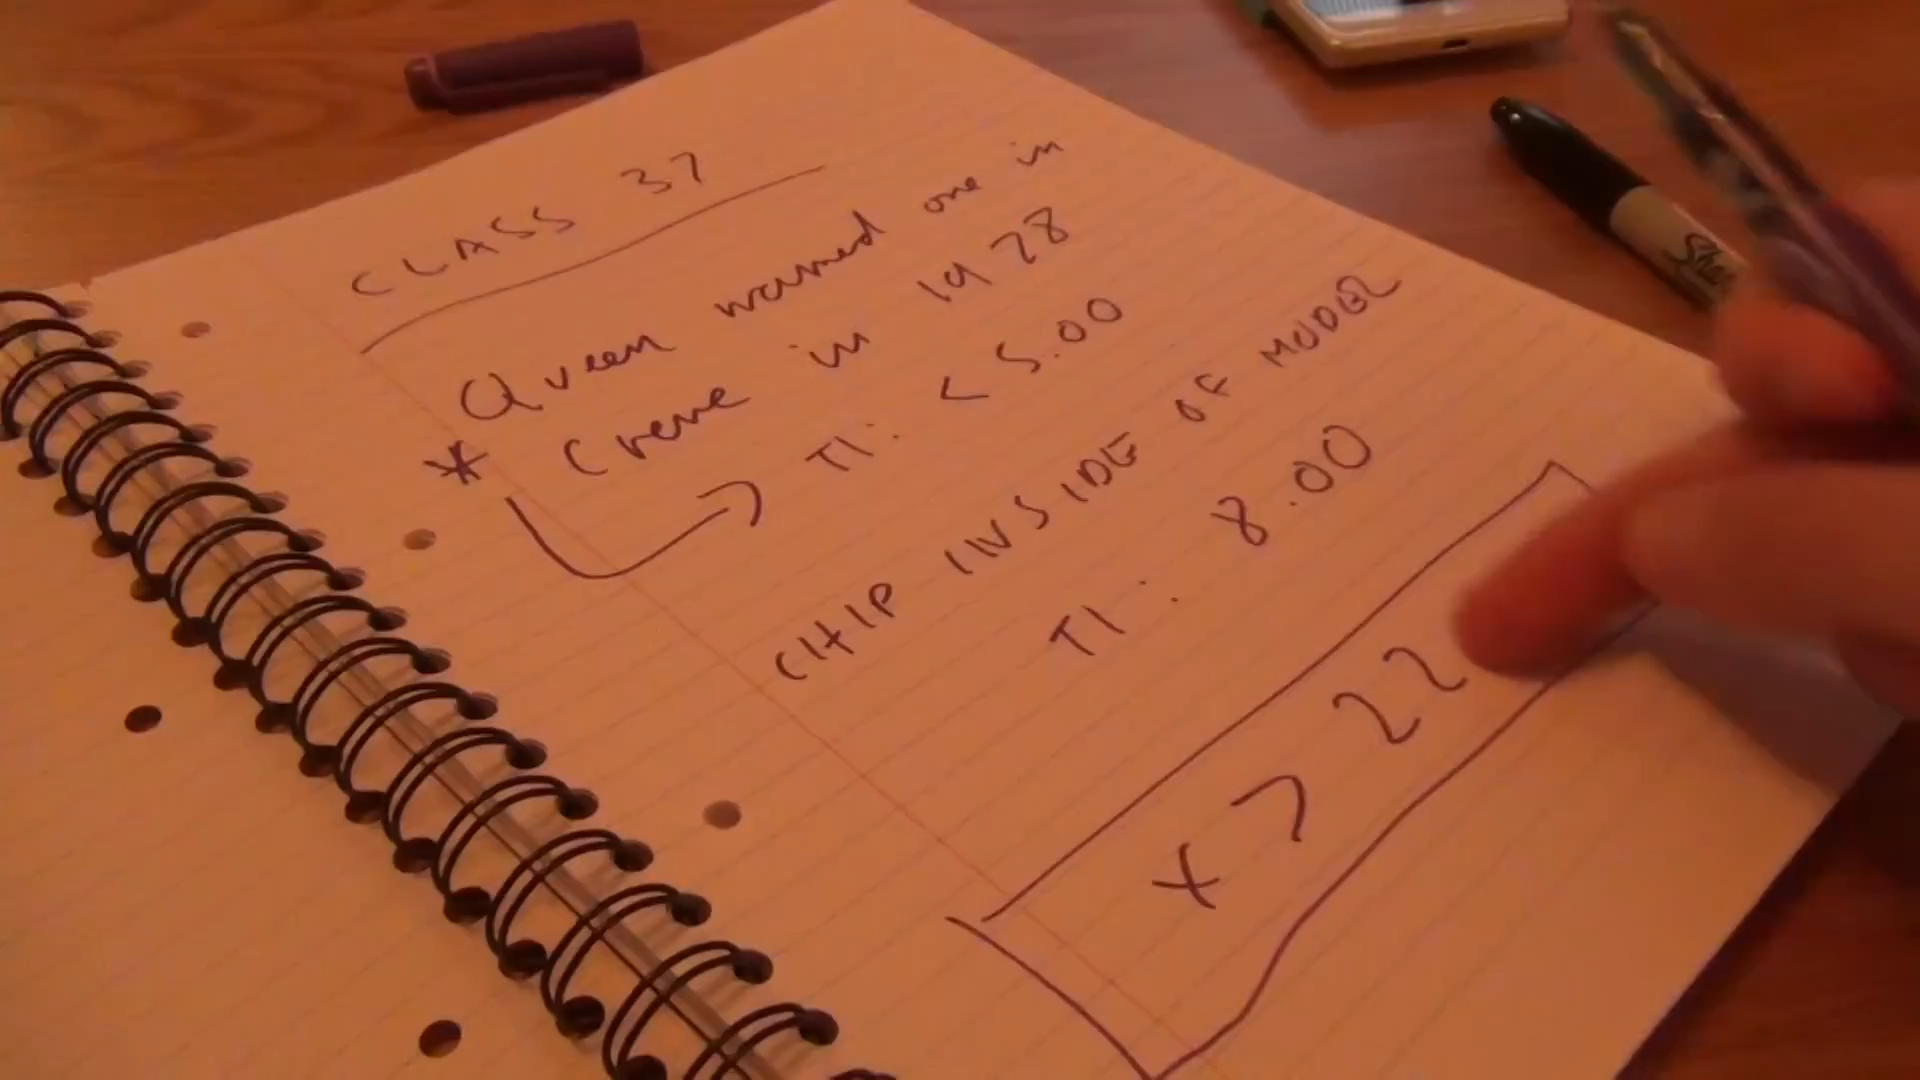 CLASS 37
Queen named one in
* Crewe in 1978
TI: < 5.00
CHIP INSIDE OF MODEL
TI: 8.00
x > 22
Sha